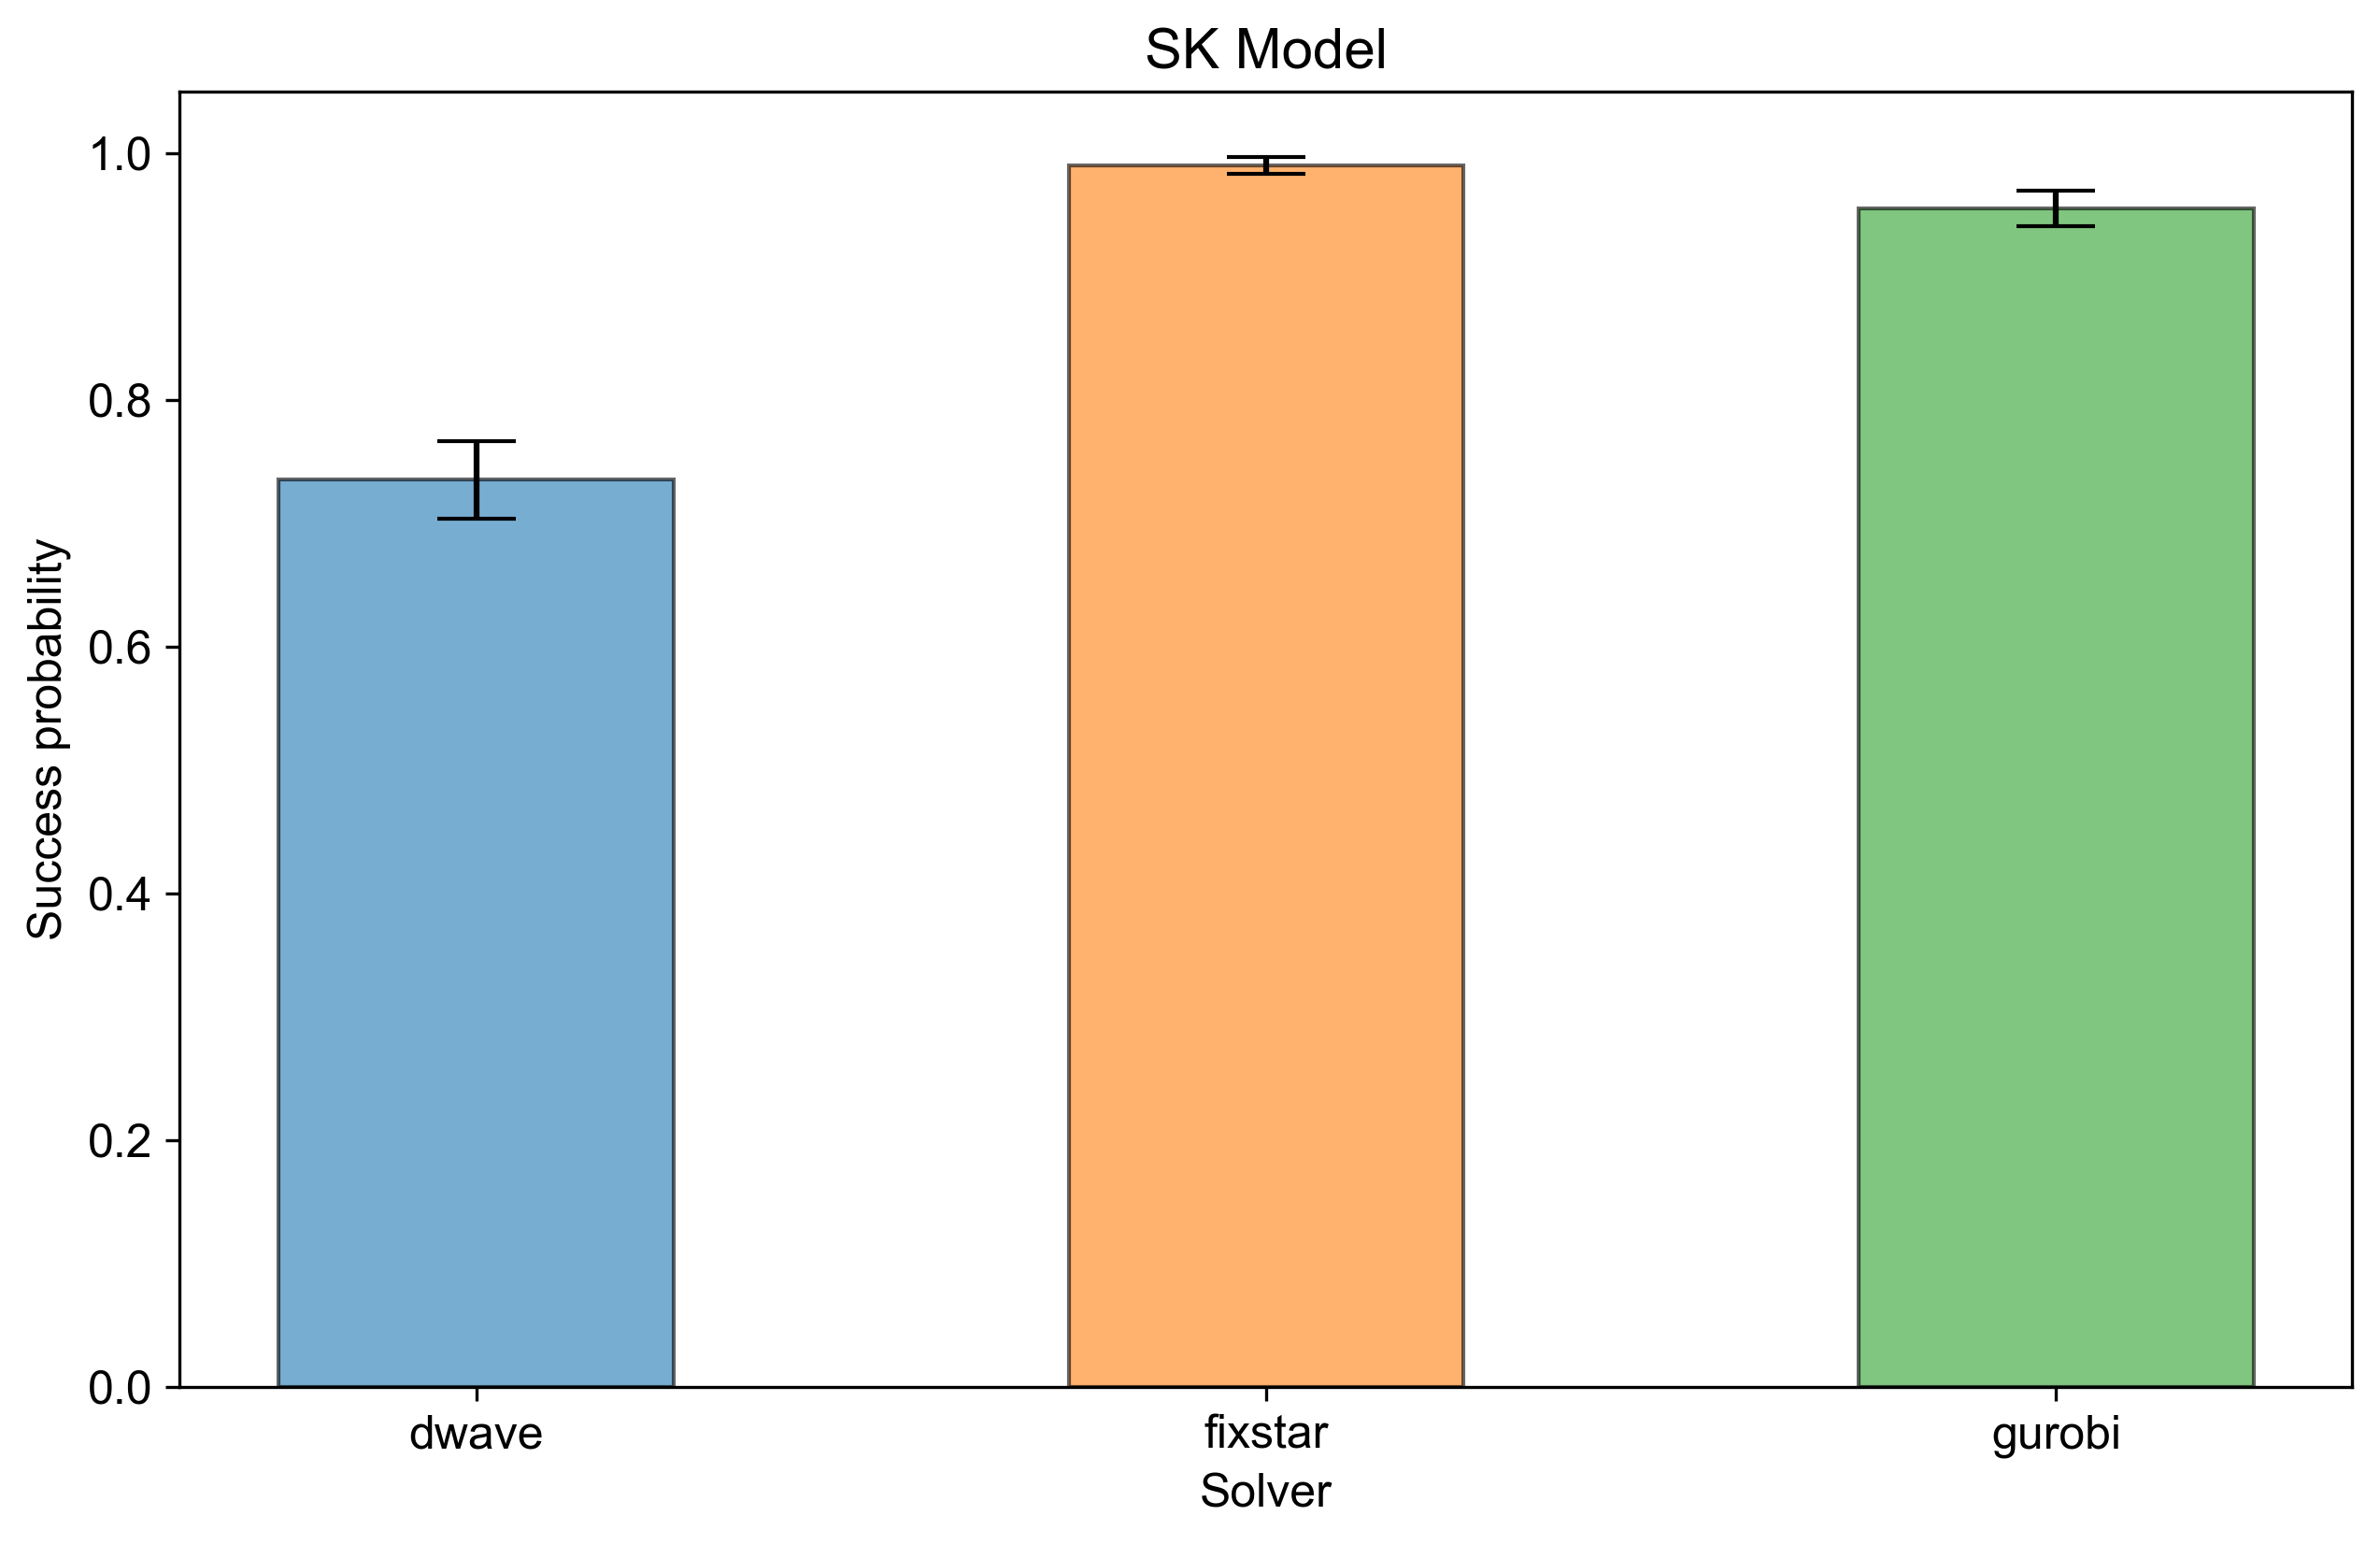 SK Model
1.0
0.8
0.6
0.4
0.2
0.0
Success probability
dwave
fixstar
gurobi
Solver